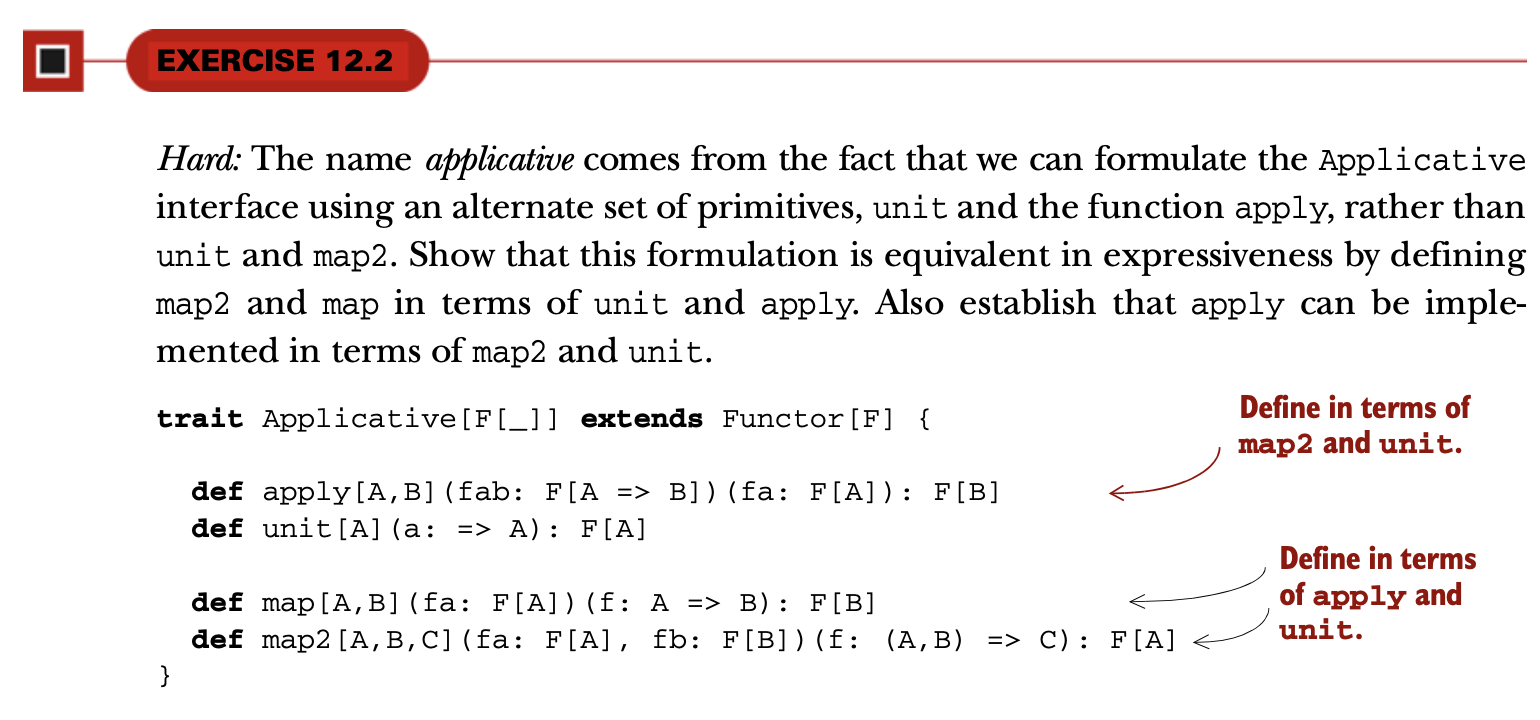 EXERCISE 12.2
Hard: The name applicative comes from the fact that we can formulate the Applicative
interface using an alternate set of primitives, unit and the function apply, rather than
unit and map2. Show that this formulation is equivalent in expressiveness by defining
map2 and map in terms of unit and apply. Also establish that apply can be imple-
mented in terms of map2 and unit.
trait Applicative[F[_]] extends Functor[F] {
Define in terms of
map2 and unit.
def apply[A,B](fab: F[A => B])(fa: F[A]): F[B]
def unit[A](a: => A): F[A]
Define in terms
of apply and
unit.
def map[A,B](fa: F[A])(f: A => B): F[B]
def map2[A,B,C](fa: F[A], fb: F[B])(f: (A,B) => C): F[A]
}